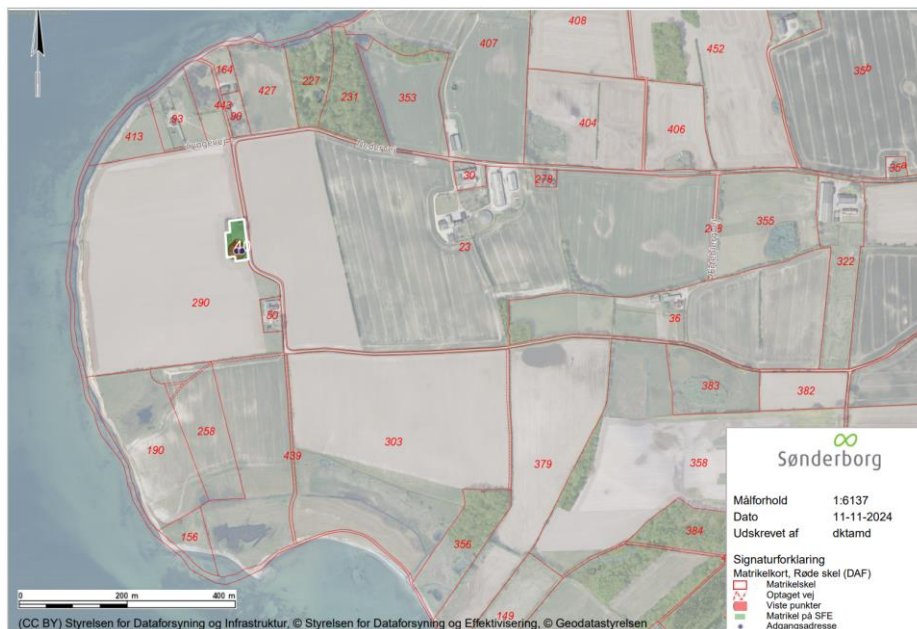 408
407
452
164
227
427
35b
231
353
443
99
93
404
406
413
35a
30
278
23
355
322
290
50
36
383
382
303
258
190
379
439
358
156
356
384
149
Sønderborg
Målforhold 1:6137
Dato 11-11-2024
Udskrevet af dktamd
Signaturforklaring
Matrikelkort, Røde skel (DAF)
Matrikelskel
Optaget vej
Viste punkter
Matrikel på SFE
Adgangsadresse
0 200 m 400 m
(CC BY) Styrelsen for Dataforsyning og Infrastruktur, © Styrelsen for Dataforsyning og Effektivisering, © Geodatastyrelsen